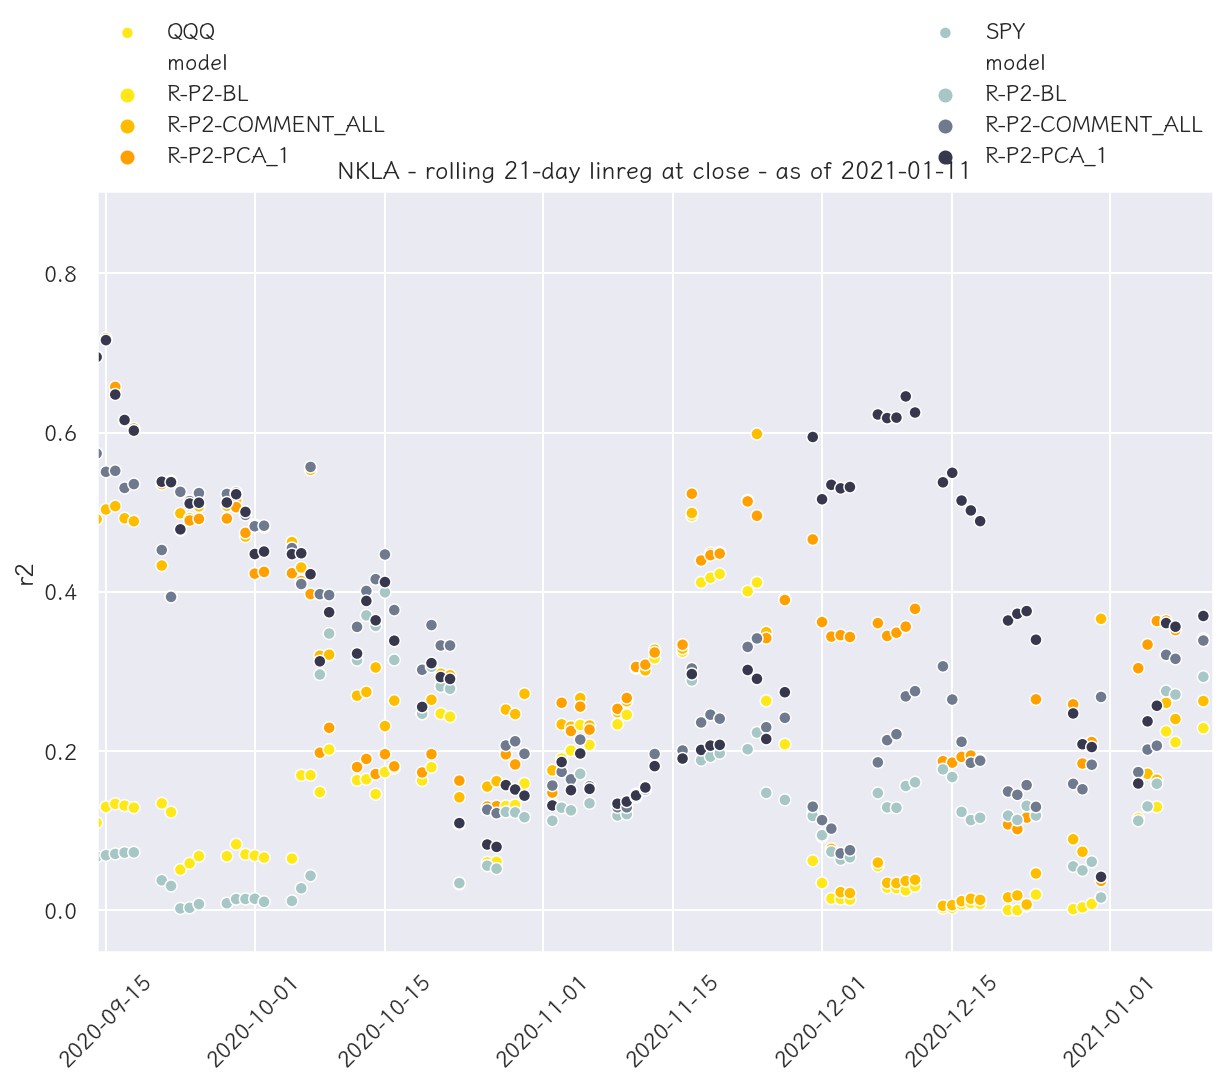 QQQ
model
R-P2-BL
R-P2-COMMENT_ALL
R-P2-PCA_1
SPY
model
R-P2-BL
R-P2-COMMENT_ALL
R-P2-PCA_1
NKLA - rolling 21-day linreg at close - as of 2021-01-11
r2
0.8
0.6
0.4
0.2
0.0
2020-09-15
2020-10-01
2020-10-15
2020-11-01
2020-11-15
2020-12-01
2020-12-15
2021-01-01